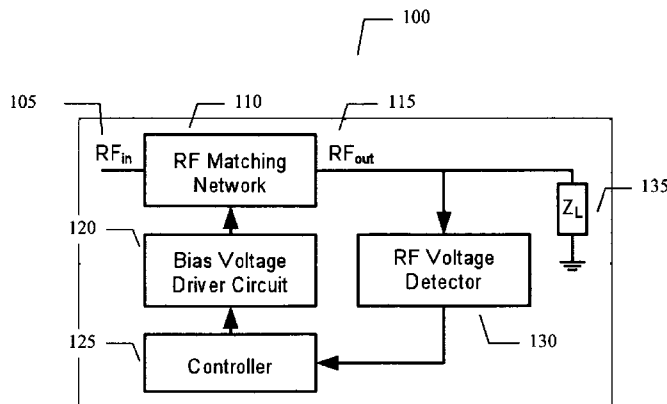 100
105
110
115
RFin
RF Matching
Network
RFout
135
ZL
120
Bias Voltage
Driver Circuit
RF Voltage
Detector
125
Controller
130